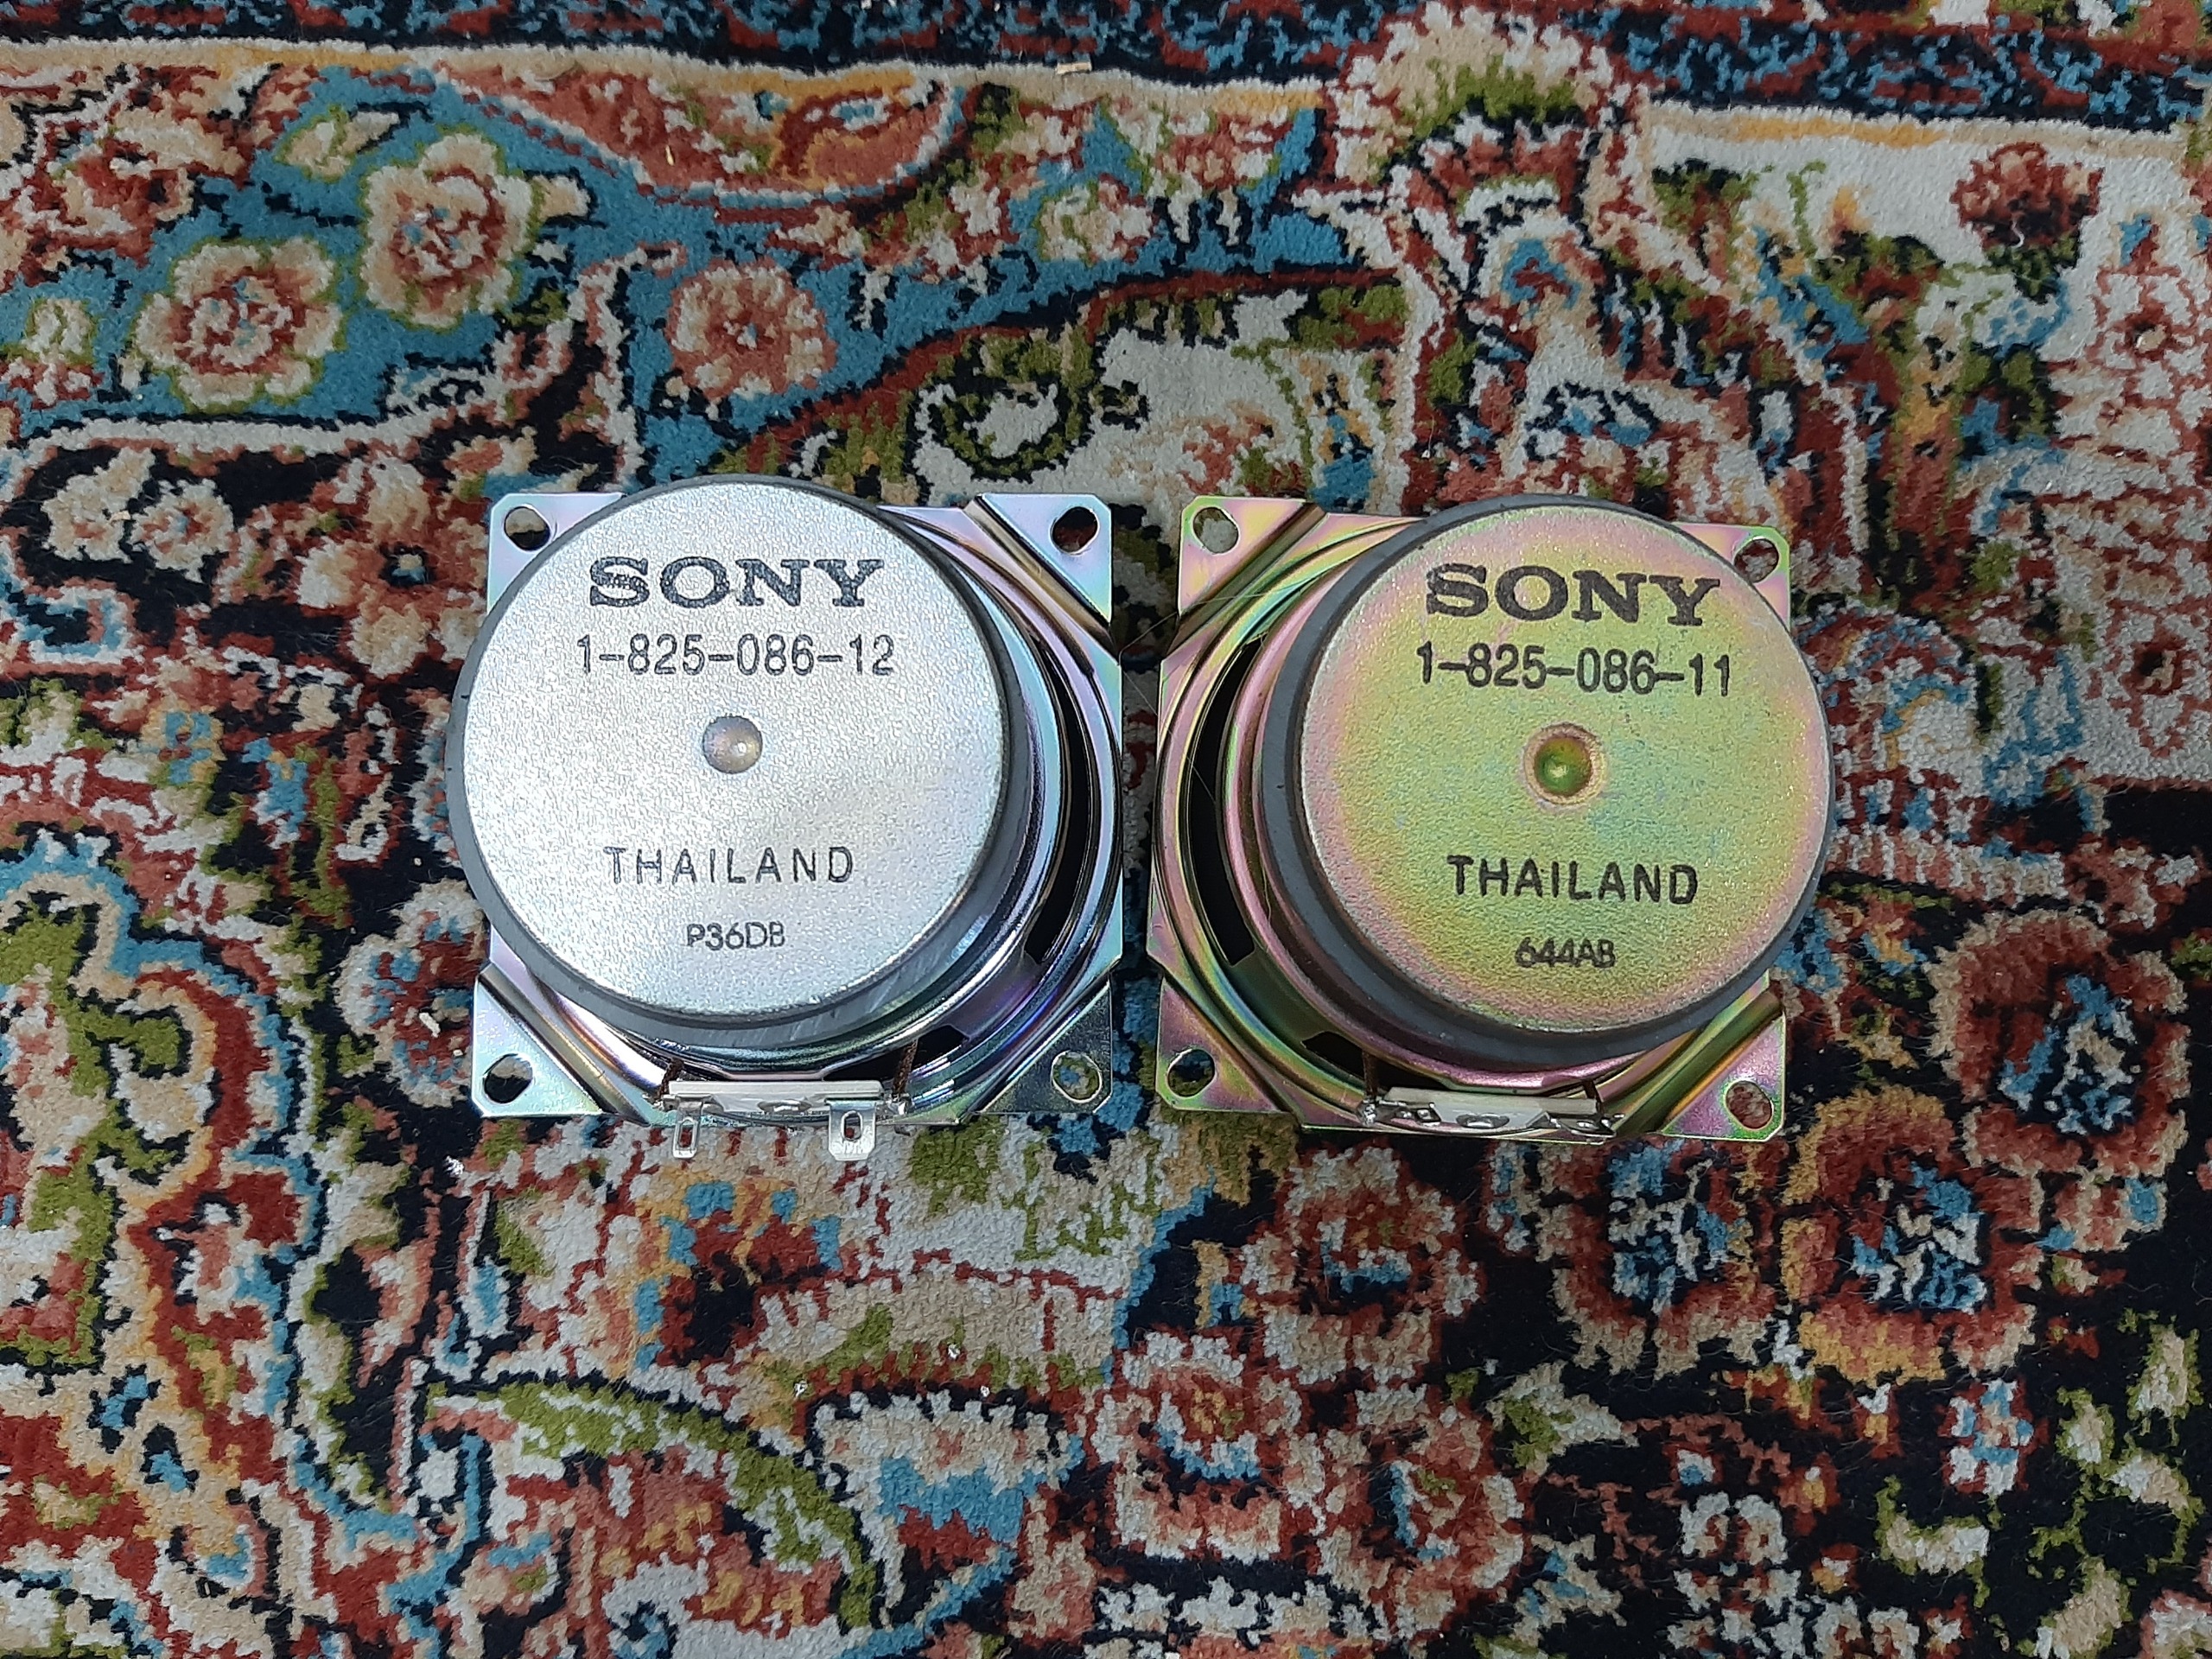 SONY
1-825-086-12
THAILAND
P36DB
SONY
1-825-086-11
THAILAND
644AB